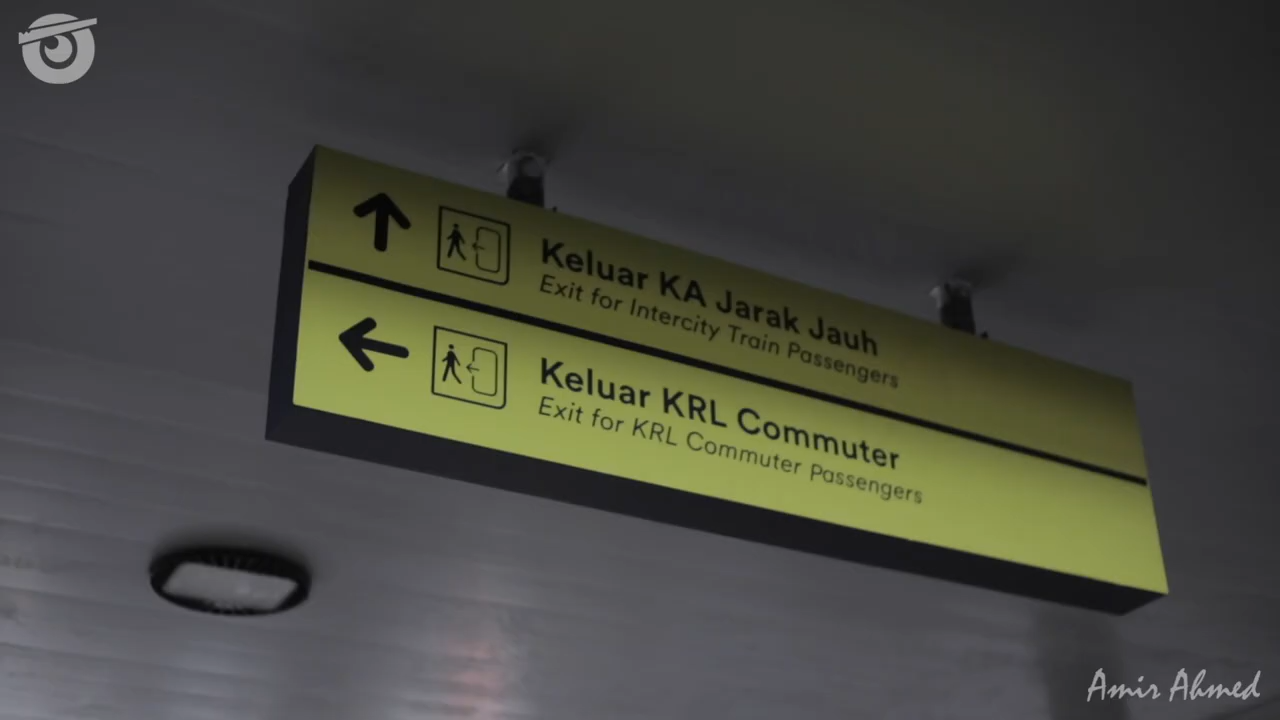 Keluar KA Jarak Jauh
Exit for Intercity Train Passengers
Keluar KRL Commuter
Exit for KRL Commuter Passengers
Amir Ahmed